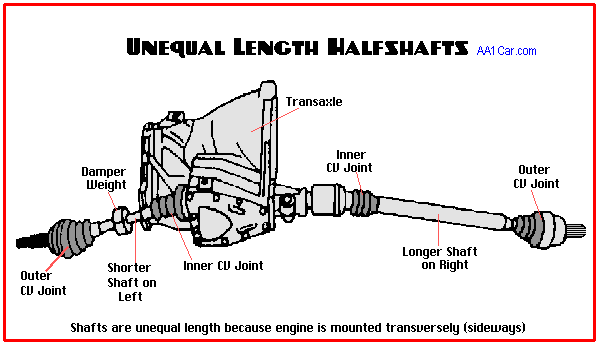 Unequal Length Halfshafts AA1Car.com
Transaxle
Inner
CV Joint
Outer
CV Joint
Damper
Weight
Longer Shaft
on Right
Inner CV Joint
Shorter
Shaft on
Left
Outer
CV Joint
Shafts are unequal length because engine is mounted transversely (sideways)